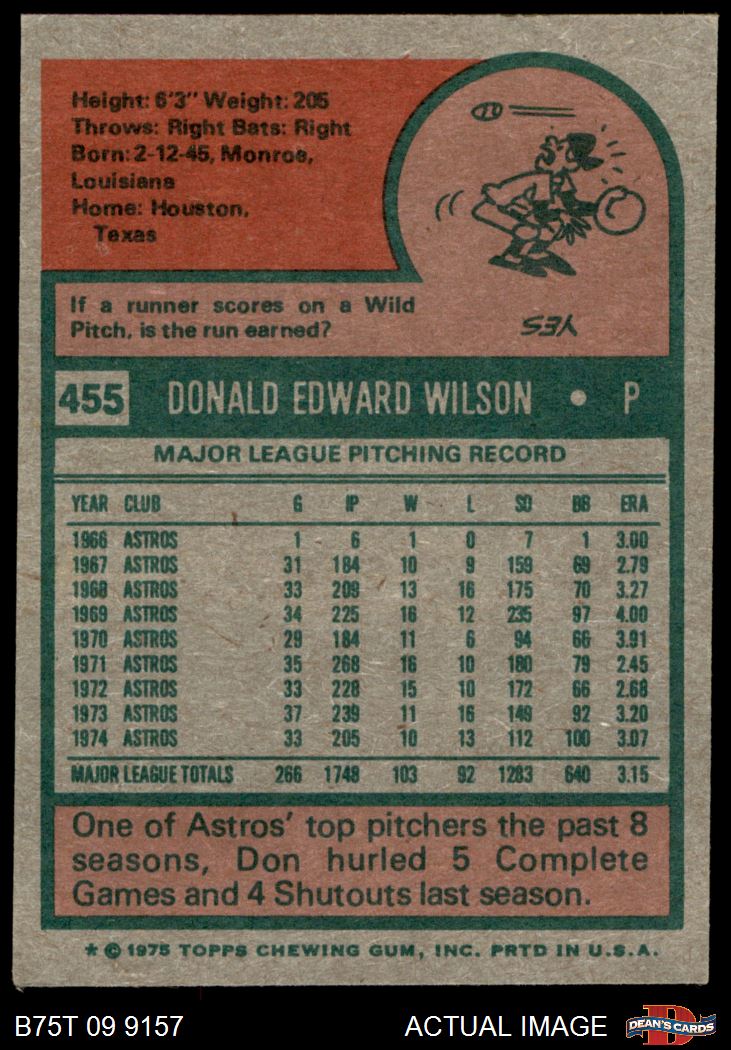 Height: 6'3" Weight: 205
Throws: Right Bats: Right
Born: 2-12-45, Monroe,
Louisiana
Home: Houston,
Texas
If a runner scores on a Wild
Pitch, is the run earned?
YES
455 DONALD EDWARD WILSON • P
MAJOR LEAGUE PITCHING RECORD
YEAR CLUB G IP W L SO BB ERA
1966 ASTROS 1 6 1 0 7 1 3.00
1967 ASTROS 31 184 10 9 159 69 2.79
1968 ASTROS 33 209 13 16 175 70 3.27
1969 ASTROS 34 225 16 12 235 97 4.00
1970 ASTROS 29 184 11 6 94 66 3.91
1971 ASTROS 35 268 16 10 180 79 2.45
1972 ASTROS 33 228 15 10 172 66 2.68
1973 ASTROS 37 239 11 16 149 92 3.20
1974 ASTROS 33 205 10 13 112 100 3.07
MAJOR LEAGUE TOTALS 266 1748 103 92 1283 640 3.15
One of Astros' top pitchers the past 8
seasons, Don hurled 5 Complete
Games and 4 Shutouts last season.
* © 1975 TOPPS CHEWING GUM, INC. PRTD IN U.S.A.
B75T 09 9157 ACTUAL IMAGE
D
DEAN'S CARDS